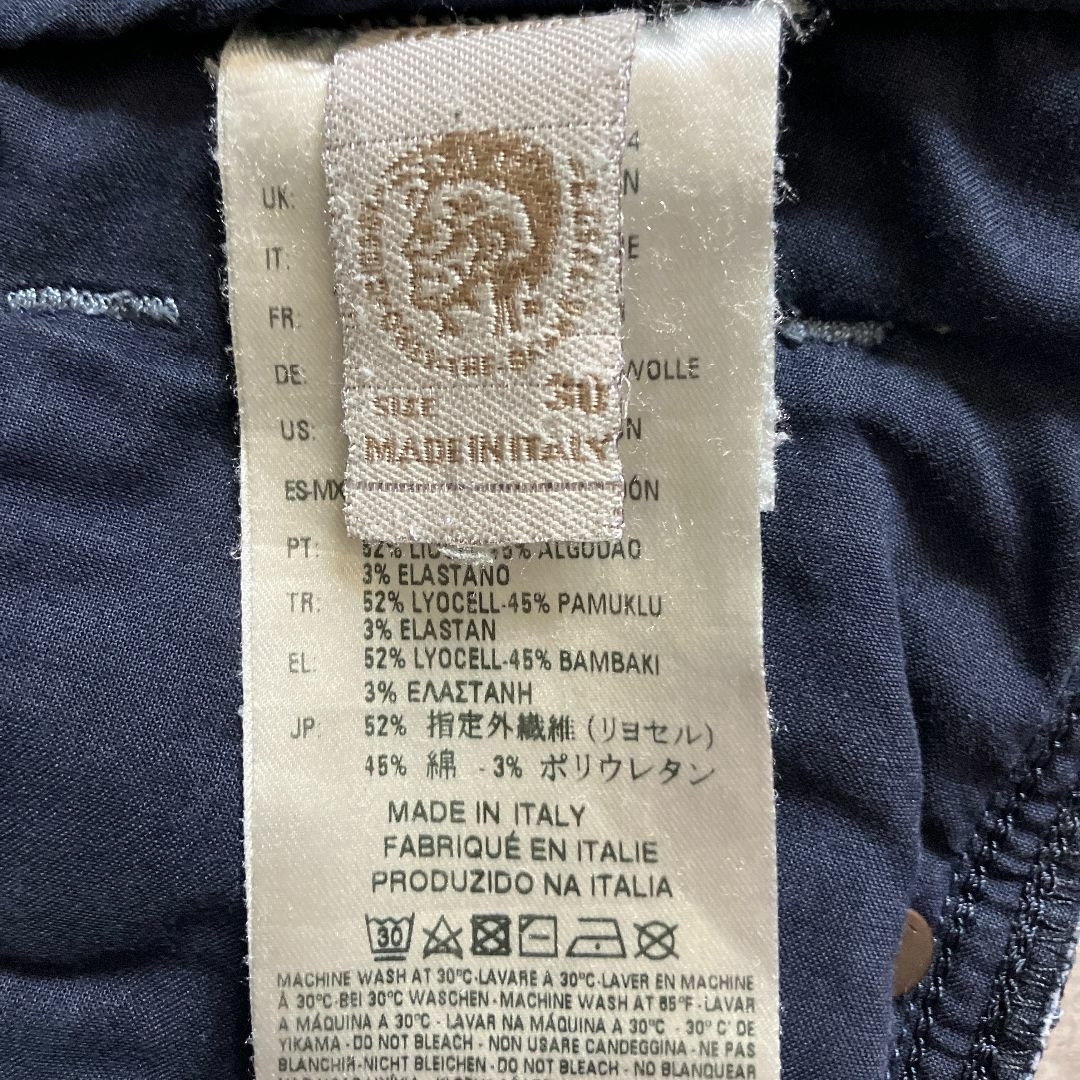 4
UK: N
IT: E
FR:
DE: WOLLE
US: N
SIZE 30
MADE IN ITALY
ES-MX ÓN
PT: 52% ALGODAO
3% ELASTANO
TR: 52% LYOCELL-45% PAMUKLU
3% ELASTAN
EL: 52% LYOCELL-45% BAMBAKI
3% ΕΛΑΣΤΑΝΗ
JP: 52% 指定外繊維 (リヨセル)
45% 綿 - 3% ポリウレタン
MADE IN ITALY
FABRIQUÉ EN ITALIE
PRODUZIDO NA ITALIA
30
MACHINE WASH AT 30°C-LAVARE A 30°C-LAVER EN MACHINE
À 30°C-BEI 30°C WASCHEN - MACHINE WASH AT 85°F - LAVAR
A MÁQUINA A 30°C - LAVAR NA MÁQUINA A 30°C - 30° C' DE
YIKAMA - DO NOT BLEACH - NON USARE CANDEGGINA - NE PAS
BLANCHIR-NICHT BLEICHEN - DO NOT BLEACH - NO BLANQUEAR